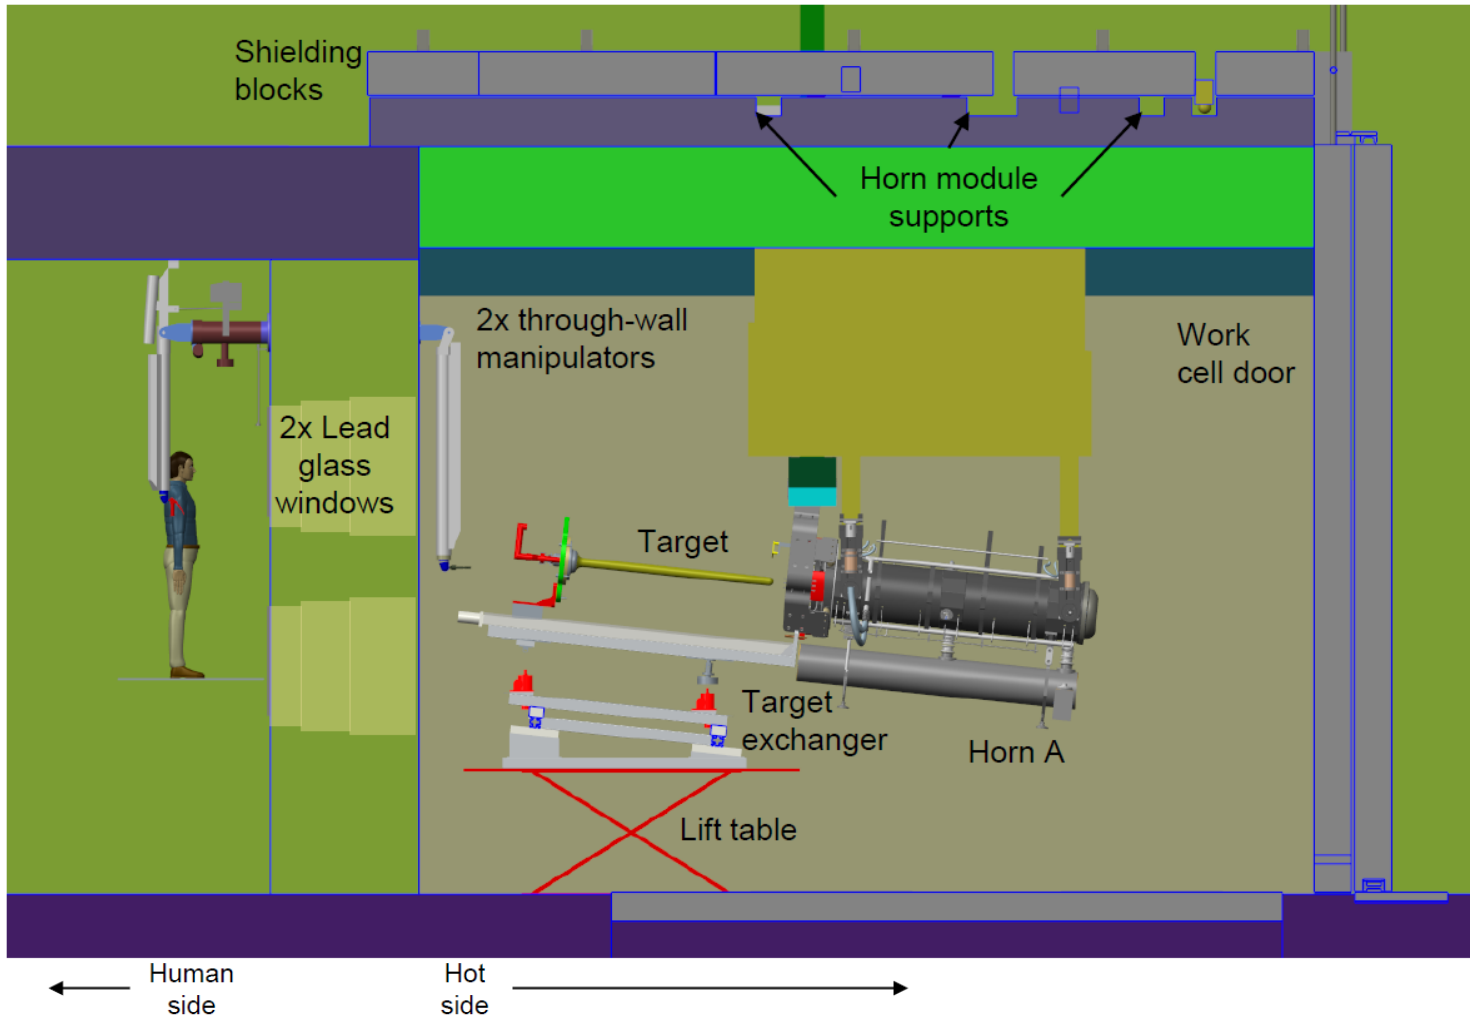 Shielding
blocks
Horn module
supports
2x through-wall
manipulators
Work
cell door
2x Lead
glass
windows
Target
Target
exchanger
Horn A
Lift table
Human
side
Hot
side